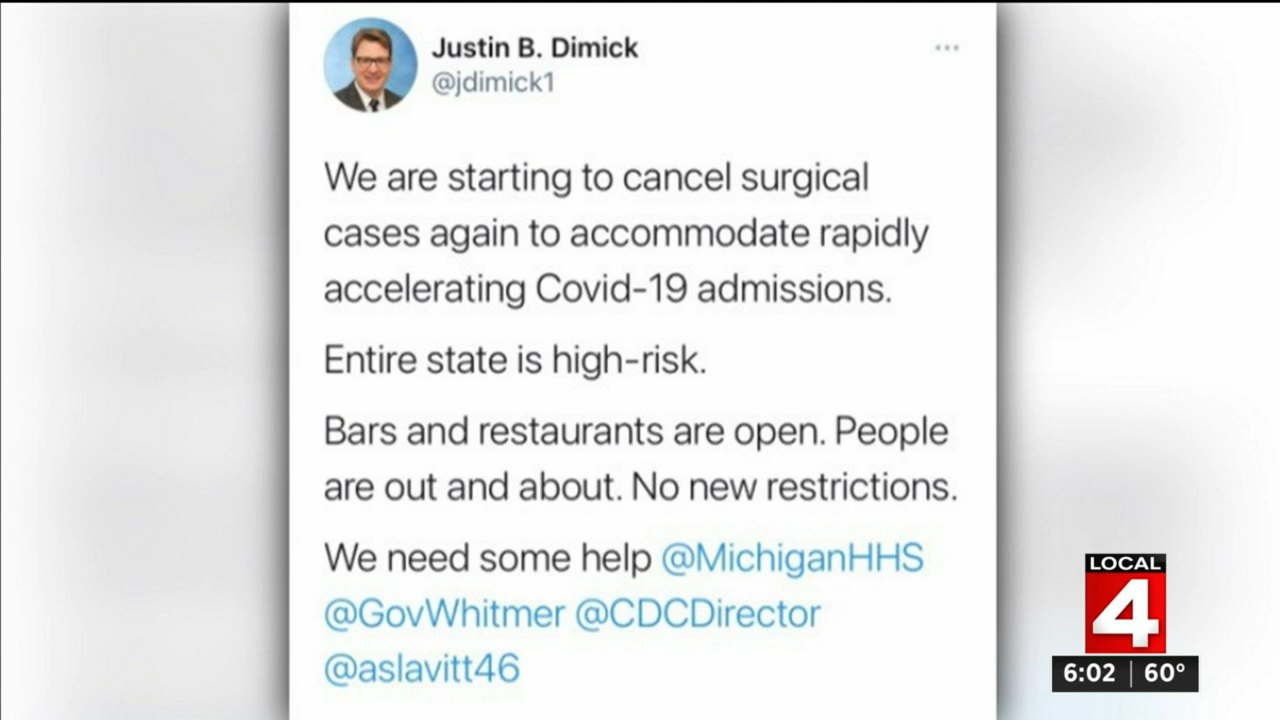 Justin B. Dimick
@jdimick1
We are starting to cancel surgical
cases again to accommodate rapidly
accelerating Covid-19 admissions.
Entire state is high-risk.
Bars and restaurants are open. People
are out and about. No new restrictions.
We need some help @MichiganHHS
@GovWhitmer @CDCDirector
@aslavitt46
LOCAL
4
6:02 | 60°